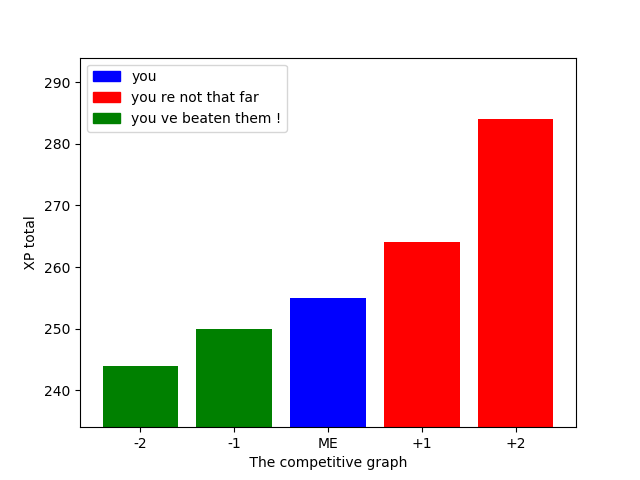 you
you re not that far
you ve beaten them !
290
280
270
260
250
240
XP total
-2 -1 ME +1 +2
The competitive graph